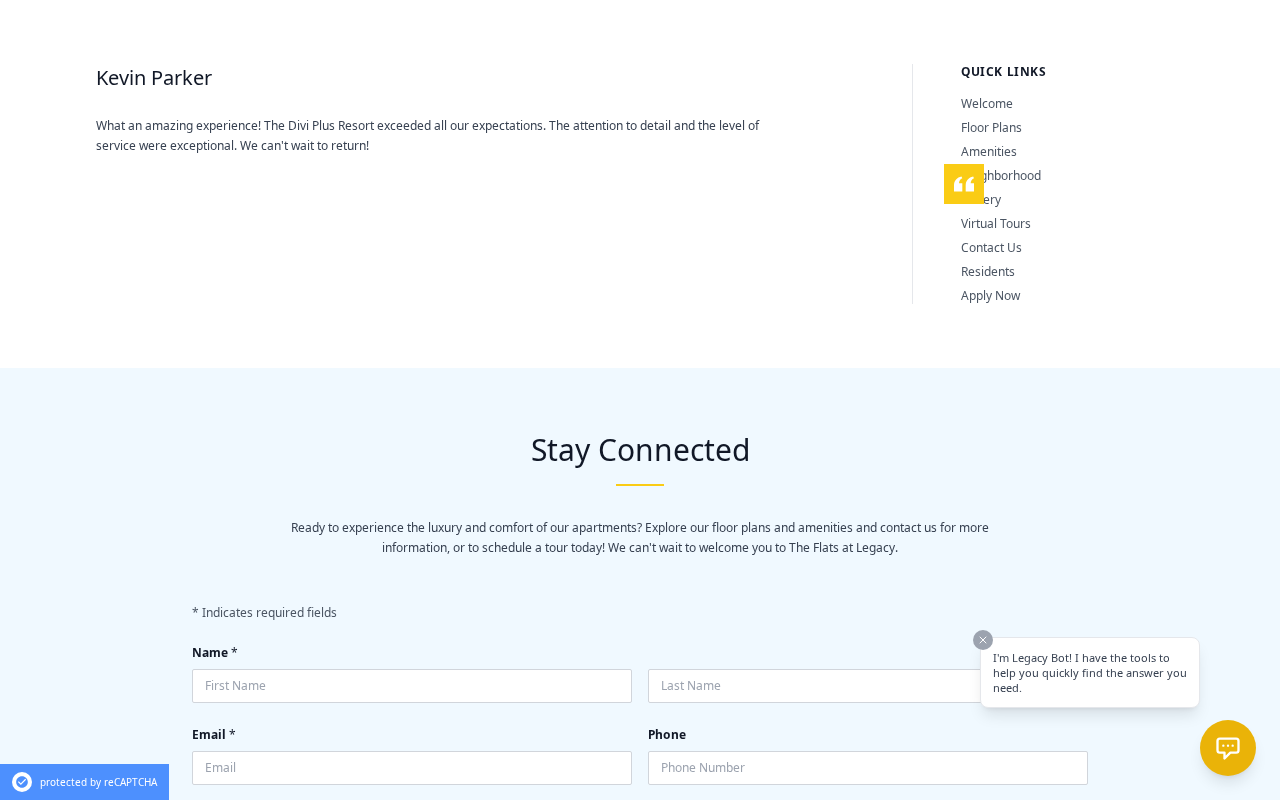 Kevin Parker
What an amazing experience! The Divi Plus Resort exceeded all our expectations. The attention to detail and the level of
service were exceptional. We can't wait to return!
QUICK LINKS
Welcome
Floor Plans
Amenities
ghborhood
ery
Virtual Tours
Contact Us
Residents
Apply Now
Stay Connected
Ready to experience the luxury and comfort of our apartments? Explore our floor plans and amenities and contact us for more
information, or to schedule a tour today! We can't wait to welcome you to The Flats at Legacy.
* Indicates required fields
Name *
First Name
Last Name
I'm Legacy Bot! I have the tools to
help you quickly find the answer you
need.
Email *
Phone
Email
Phone Number
protected by reCAPTCHA